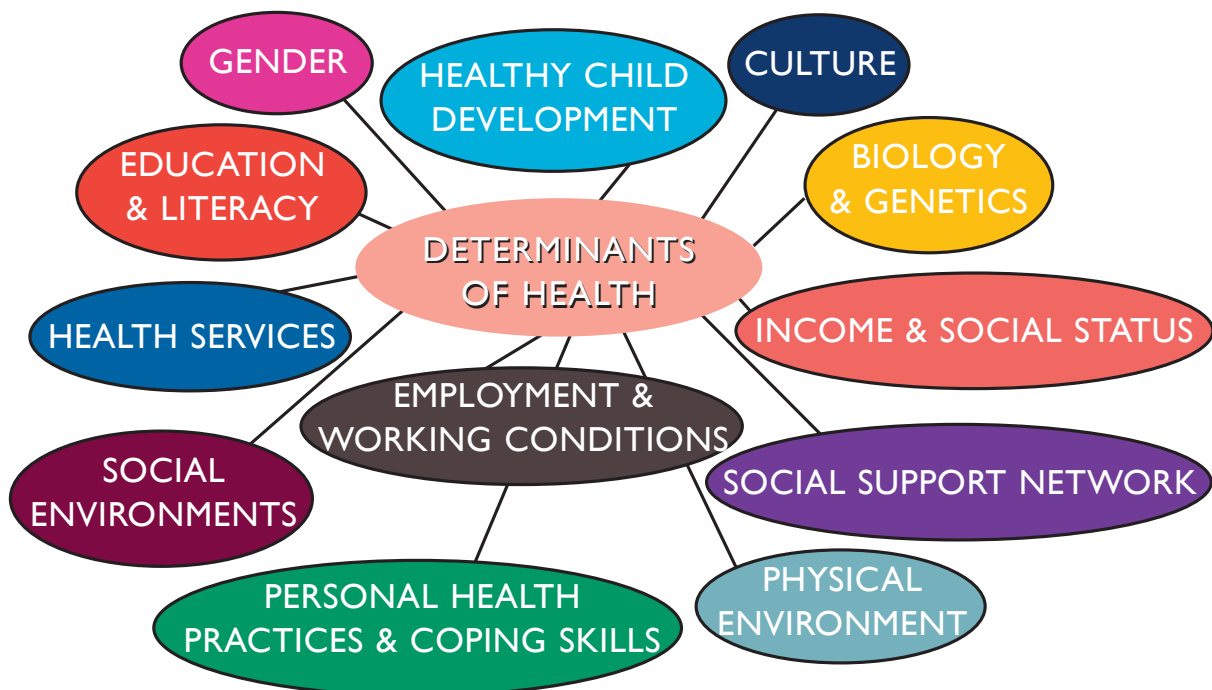 GENDER
HEALTHY CHILD
DEVELOPMENT
CULTURE
EDUCATION
& LITERACY
BIOLOGY
& GENETICS
DETERMINANTS
OF HEALTH
HEALTH SERVICES
INCOME & SOCIAL STATUS
EMPLOYMENT &
WORKING CONDITIONS
SOCIAL
ENVIRONMENTS
SOCIAL SUPPORT NETWORK
PERSONAL HEALTH
PRACTICES & COPING SKILLS
PHYSICAL
ENVIRONMENT